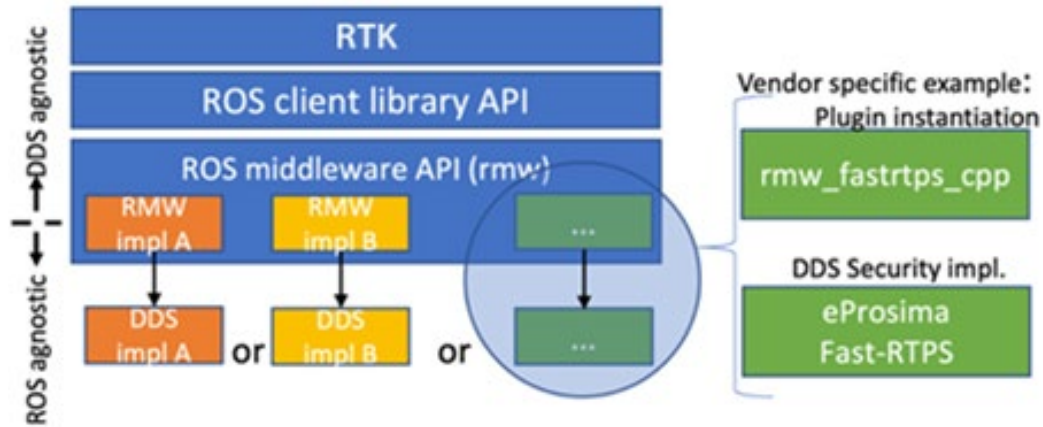 DDS agnostic
ROS agnostic
RTK
ROS client library API
ROS middleware API (rmw)
RMW
impl A
RMW
impl B
...
DDS
impl A
or
DDS
impl B
or
...
Vendor specific example:
Plugin instantiation
rmw_fastrtps_cpp
DDS Security impl.
eProsima
Fast-RTPS